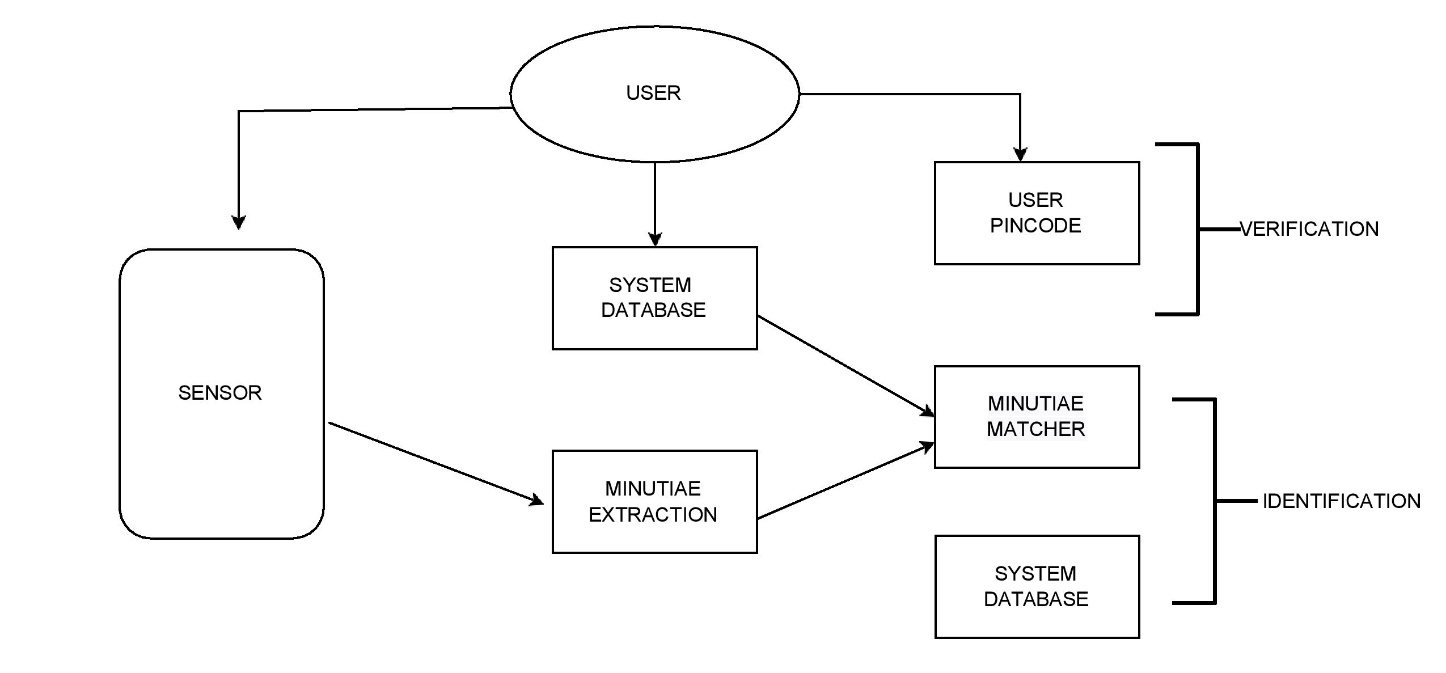 USER
USER
PINCODE
VERIFICATION
SYSTEM
DATABASE
SENSOR
MINUTIAE
MATCHER
MINUTIAE
EXTRACTION
IDENTIFICATION
SYSTEM
DATABASE